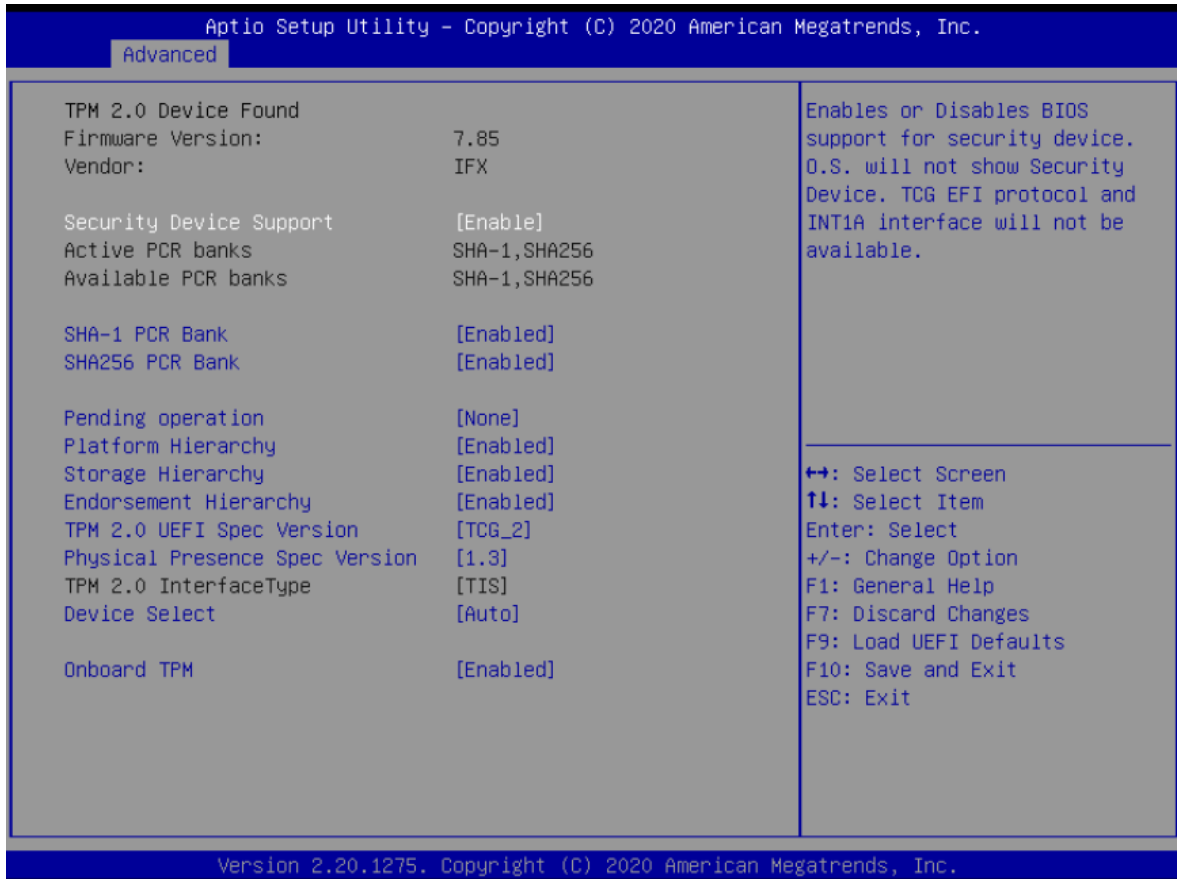 Aptio Setup Utility – Copyright (C) 2020 American Megatrends, Inc.
Advanced
TPM 2.0 Device Found
Firmware Version: 7.85
Vendor: IFX
Security Device Support [Enable]
Active PCR banks SHA-1,SHA256
Available PCR banks SHA-1,SHA256
SHA-1 PCR Bank [Enabled]
SHA256 PCR Bank [Enabled]
Pending operation [None]
Platform Hierarchy [Enabled]
Storage Hierarchy [Enabled]
Endorsement Hierarchy [Enabled]
TPM 2.0 UEFI Spec Version [TCG_2]
Physical Presence Spec Version [1.3]
TPM 2.0 InterfaceType [TIS]
Device Select [Auto]
Onboard TPM [Enabled]
Enables or Disables BIOS
support for security device.
O.S. will not show Security
Device. TCG EFI protocol and
INT1A interface will not be
available.
↔: Select Screen
↑↓: Select Item
Enter: Select
+/-: Change Option
F1: General Help
F7: Discard Changes
F9: Load UEFI Defaults
F10: Save and Exit
ESC: Exit
Version 2.20.1275. Copyright (C) 2020 American Megatrends, Inc.